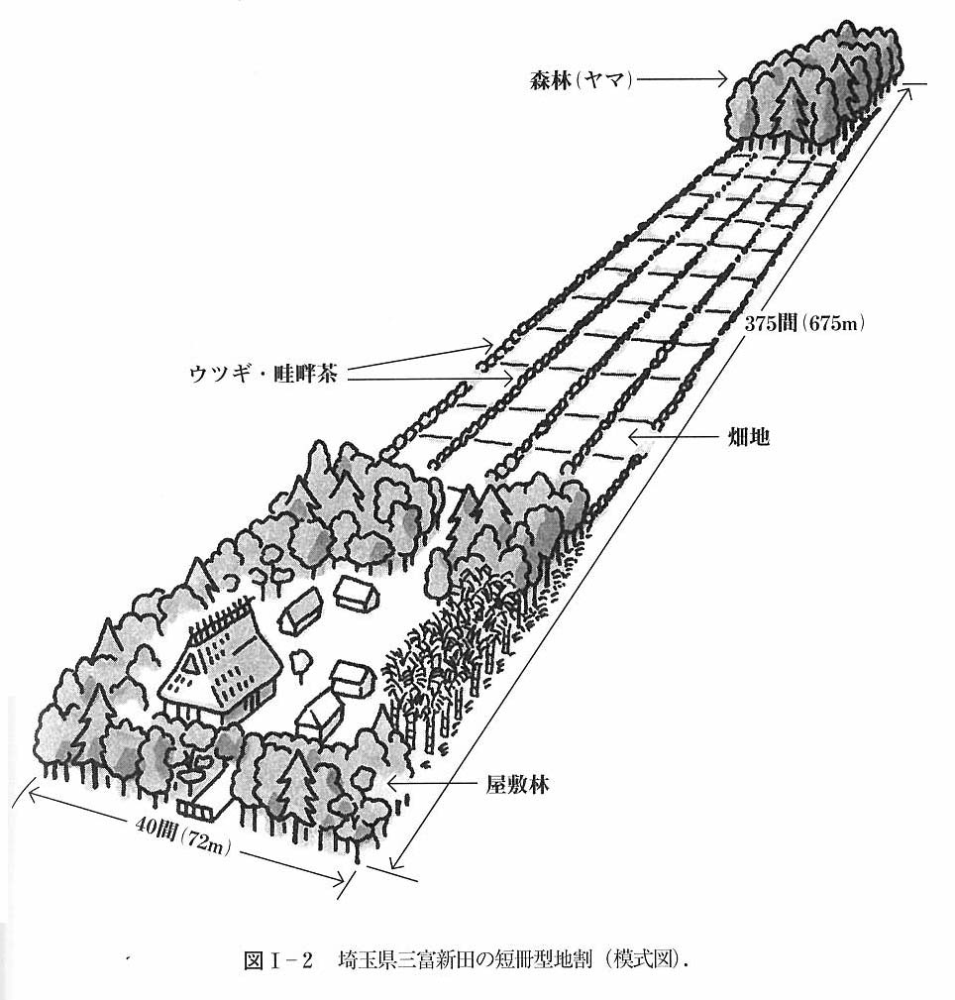 森林(ヤマ)
375間(675m)
ウツギ・畦畔茶
畑地
屋敷林
40間(72m)
図Ⅰ−2 埼玉県三富新田の短冊型地割(模式図).